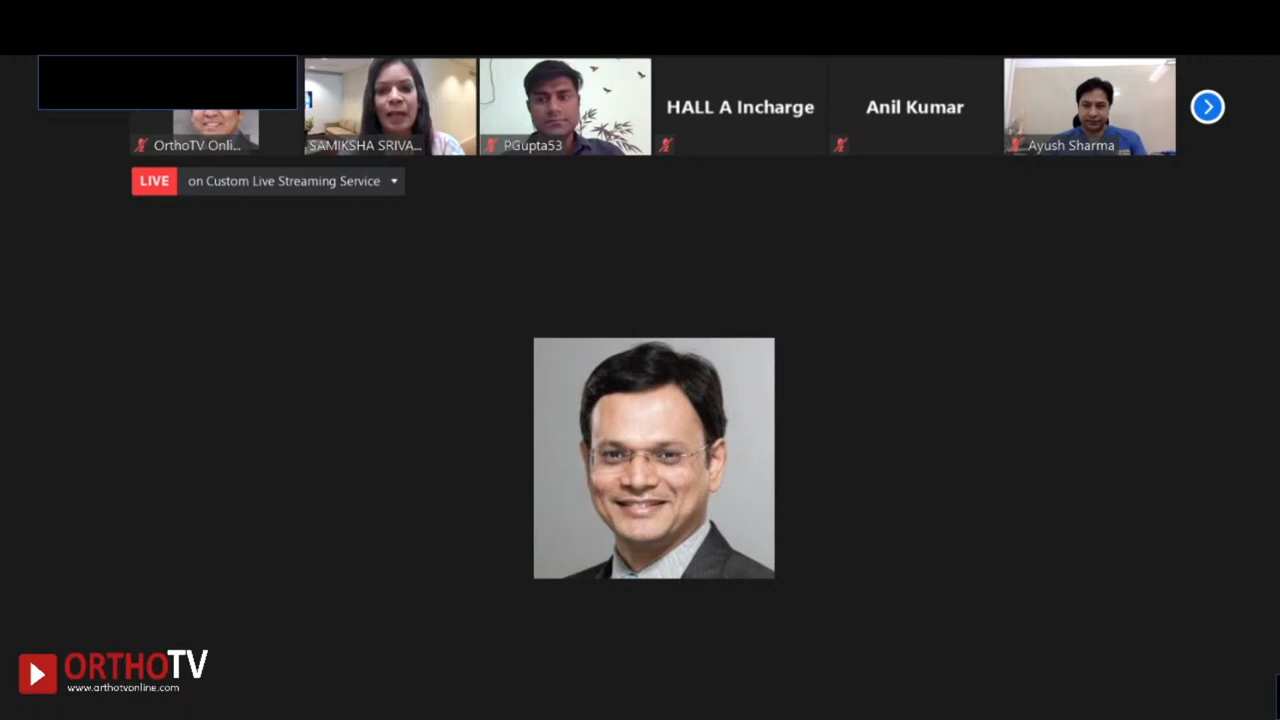 HALL A Incharge
Anil Kumar
OrthoTV Onli...
SAMIKSHA SRIVA...
PGupta53
Ayush Sharma
LIVE on Custom Live Streaming Service
ORTHOTV
www.orthotvonline.com